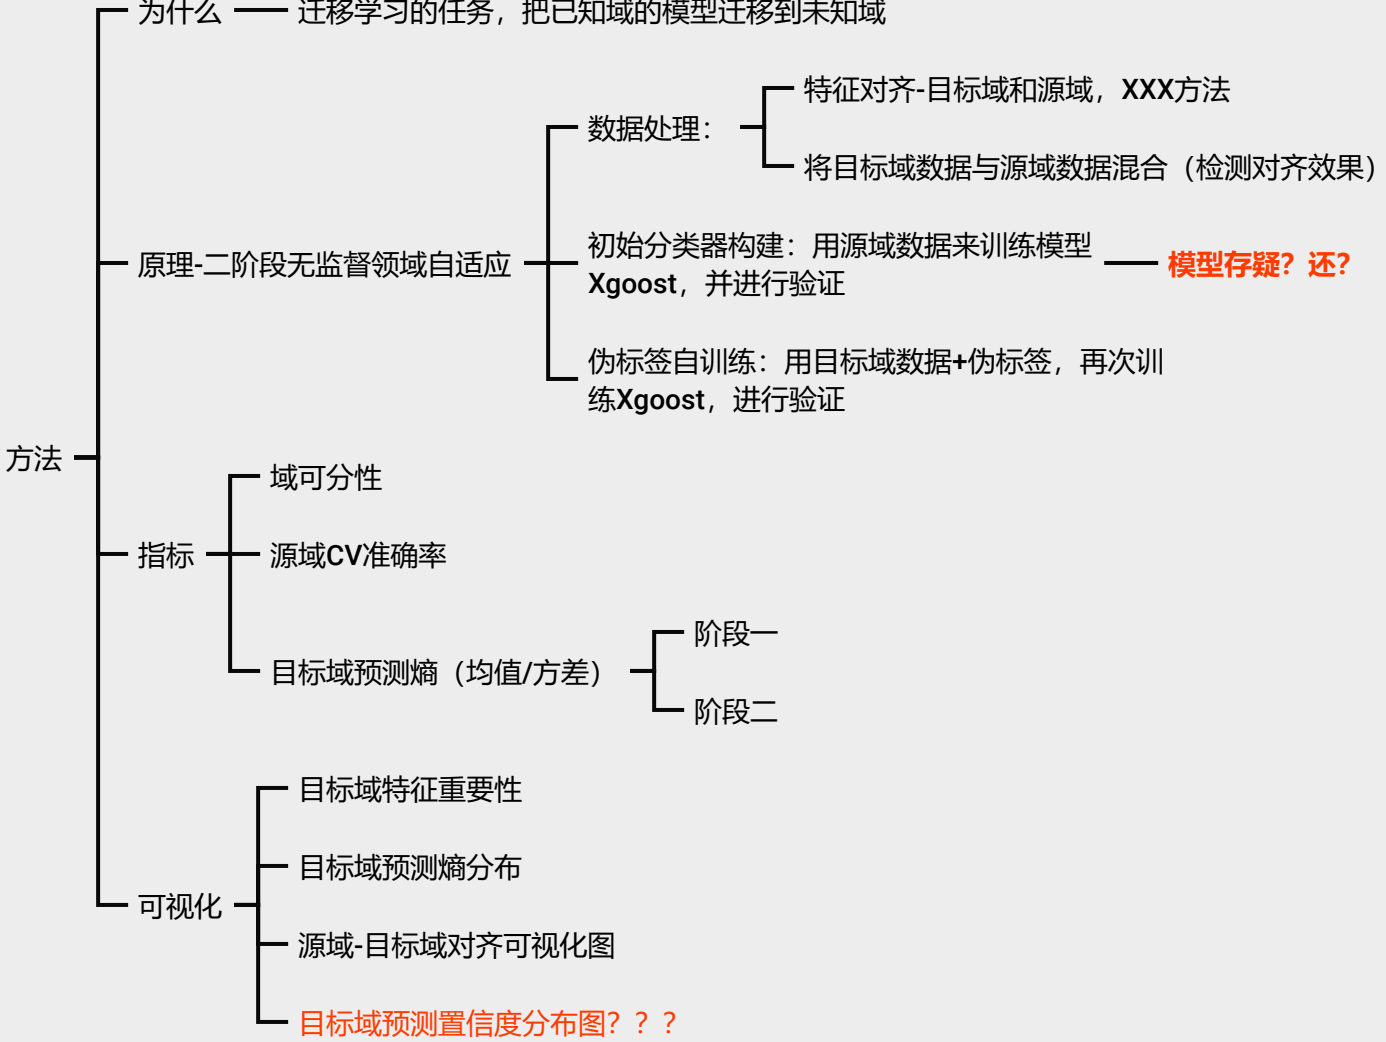 为什么
迁移学习的任务，把已知域的模型迁移到未知域
特征对齐-目标域和源域，XXX方法
数据处理：
将目标域数据与源域数据混合（检测对齐效果）
初始分类器构建：用源域数据来训练模型
Xgoost，并进行验证
原理-二阶段无监督领域自适应
模型存疑？还？
伪标签自训练：用目标域数据+伪标签，再次训
练Xgoost，进行验证
方法
域可分性
指标
源域CV准确率
阶段一
目标域预测熵（均值/方差）
阶段二
目标域特征重要性
目标域预测熵分布
可视化
源域-目标域对齐可视化图
目标域预测置信度分布图？？？